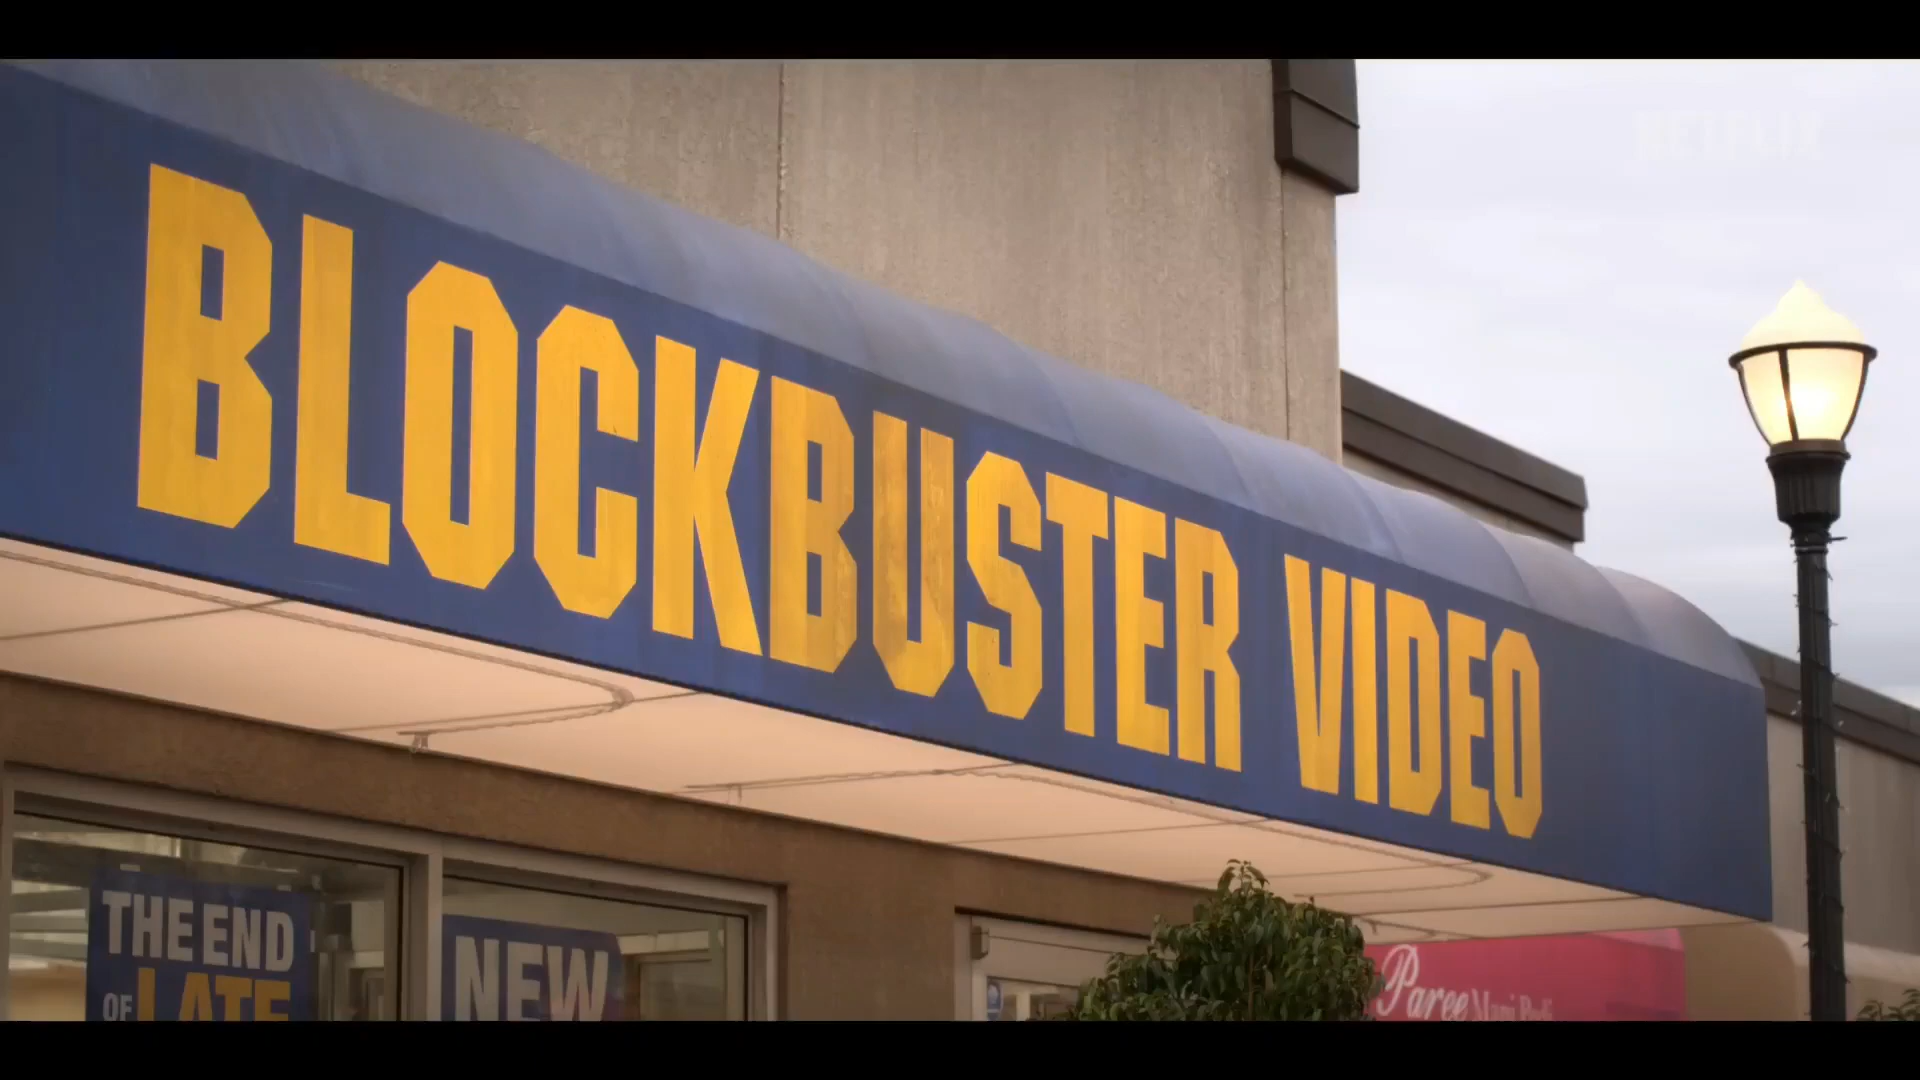 NETFLIX
BLOCKBUSTER VIDEO
THE END
OF LATE
NEW
Paree